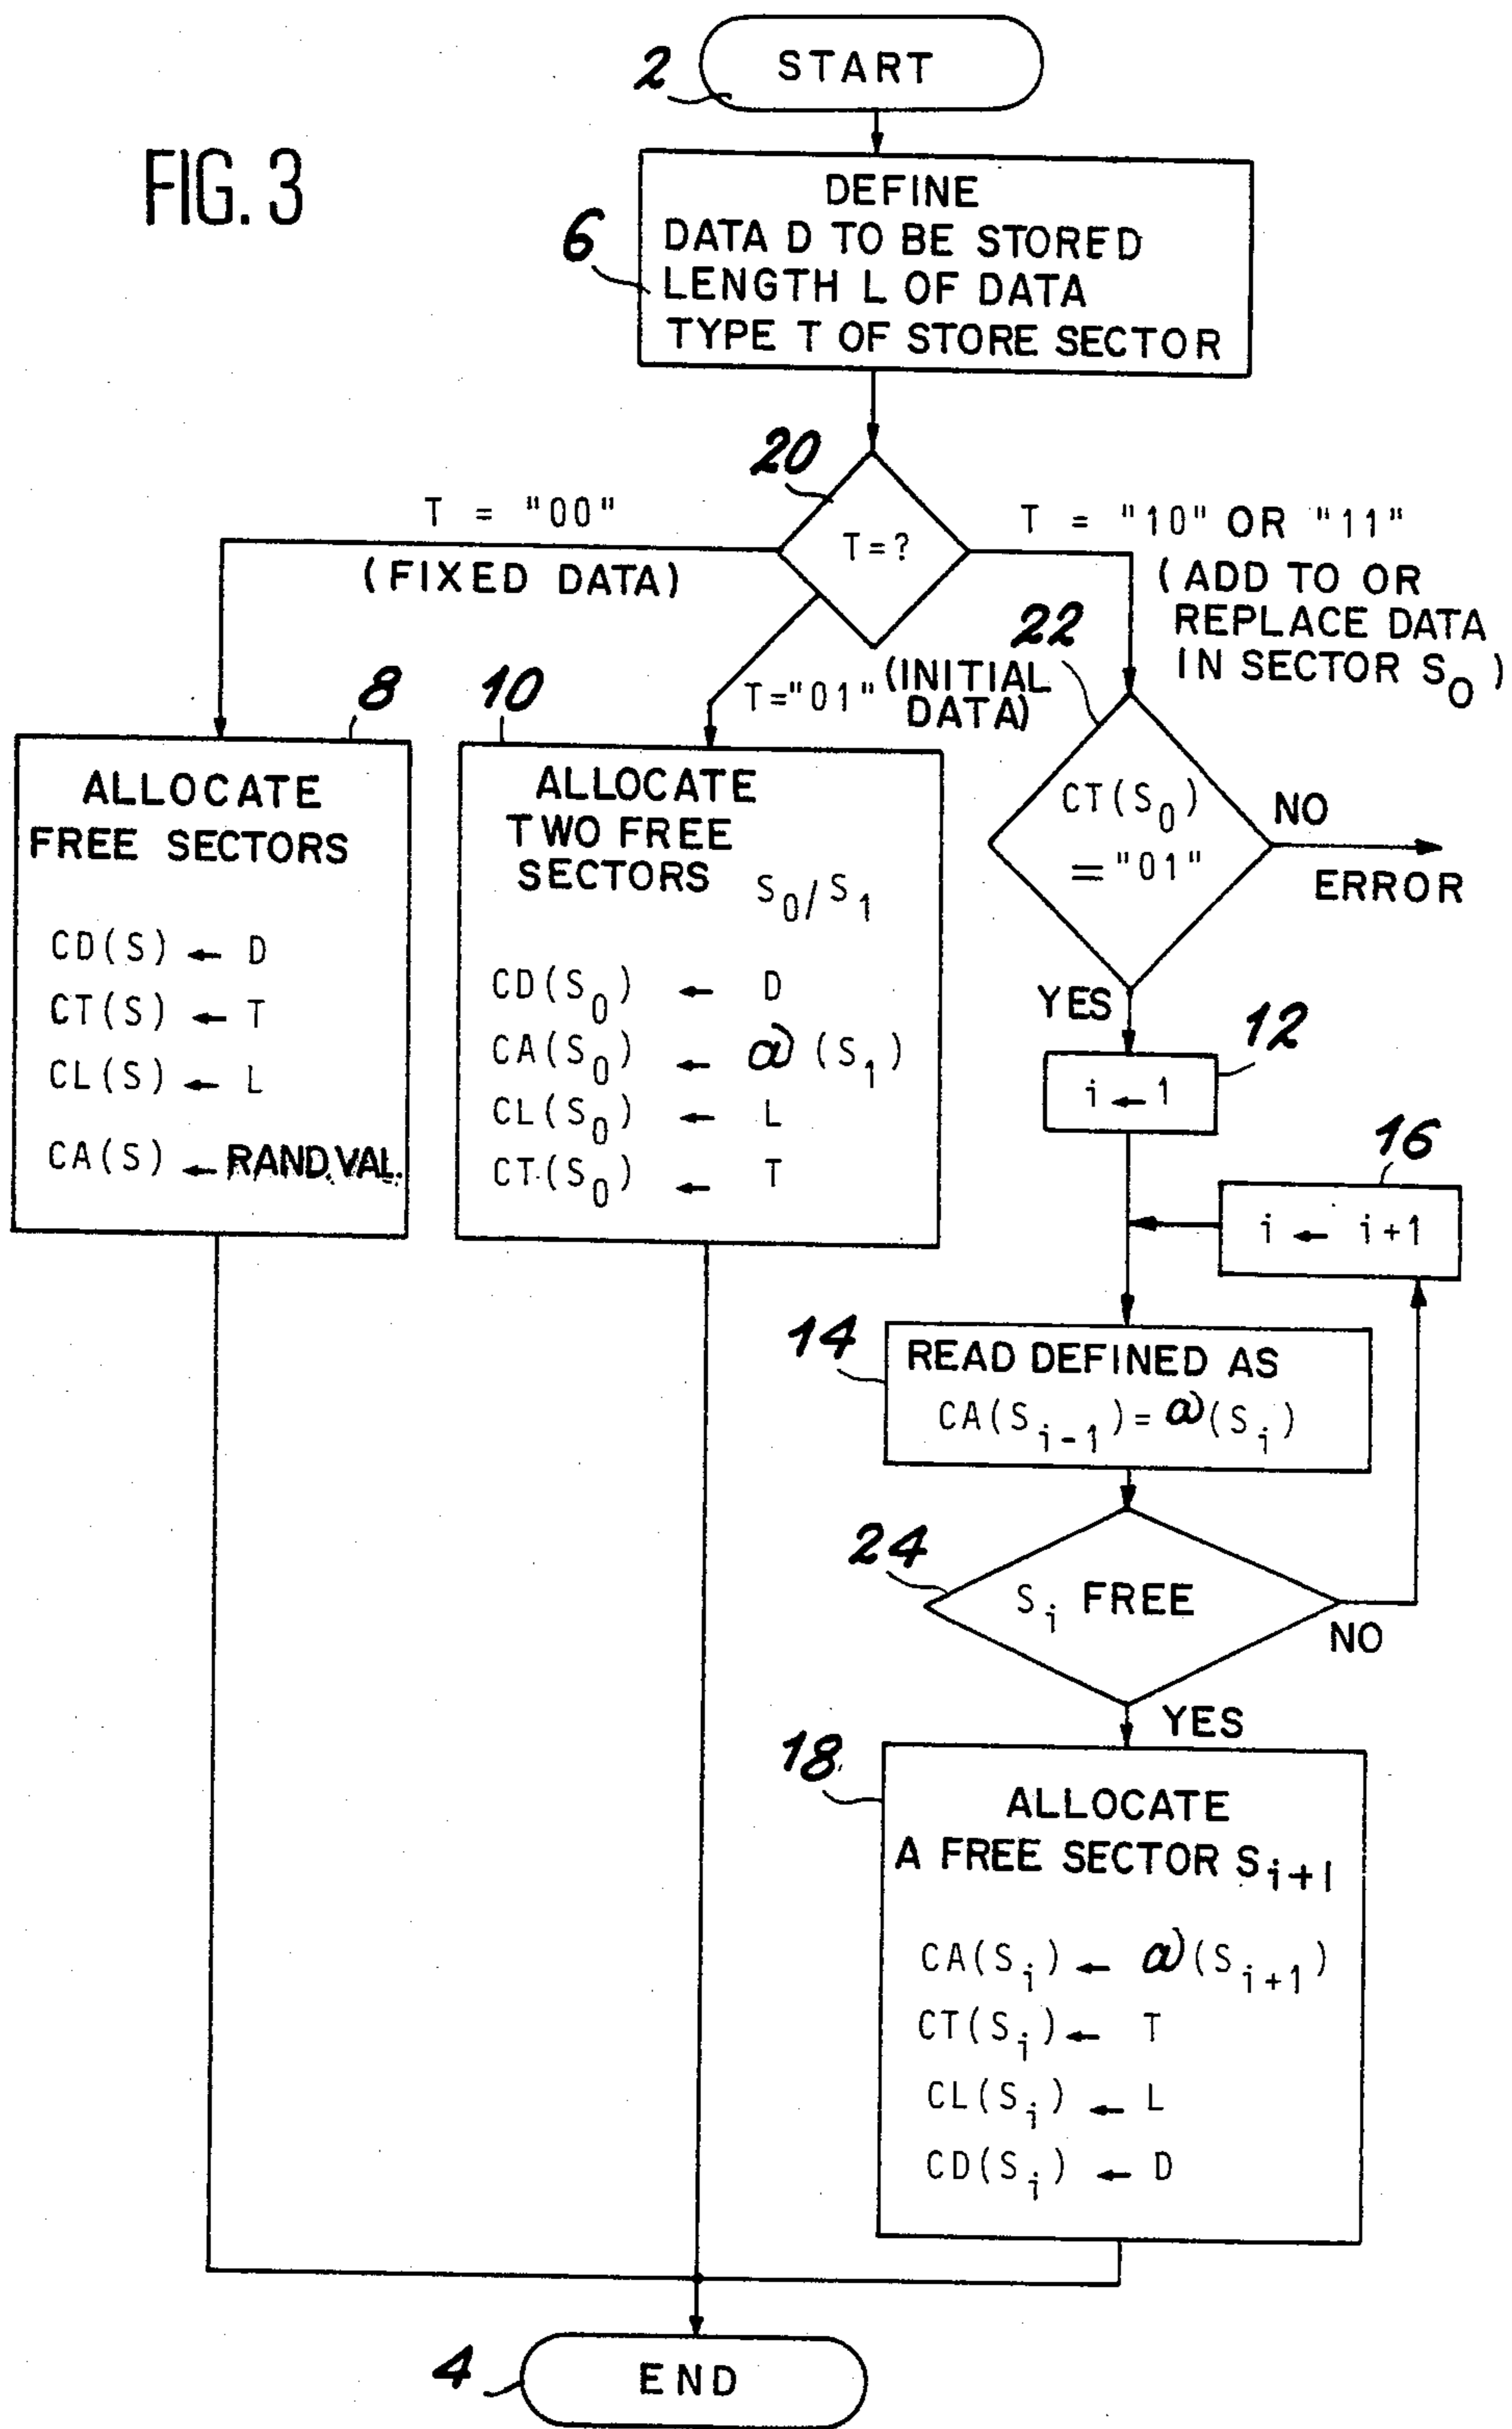 FIG. 3
2
START
6
DEFINE
DATA D TO BE STORED
LENGTH L OF DATA
TYPE T OF STORE SECTOR
20
T = ?
T = "00"
(FIXED DATA)
T = "10" OR "11"
(ADD TO OR
REPLACE DATA
IN SECTOR S0)
T="01" (INITIAL
DATA)
8
ALLOCATE
FREE SECTORS
CD(S) ← D
CT(S) ← T
CL(S) ← L
CA(S) ← RAND.VAL.
10
ALLOCATE
TWO FREE
SECTORS S0/S1
CD(S0) ← D
CA(S0) ← @(S1)
CL(S0) ← L
CT(S0) ← T
22
CT(S0)
="01"
NO
ERROR
YES
12
i ← 1
16
i ← i+1
14
READ DEFINED AS
CA(Si-1)=@(Si)
24
Si FREE
NO
YES
18
ALLOCATE
A FREE SECTOR Si+1
CA(Si) ← @(Si+1)
CT(Si) ← T
CL(Si) ← L
CD(Si) ← D
4
END